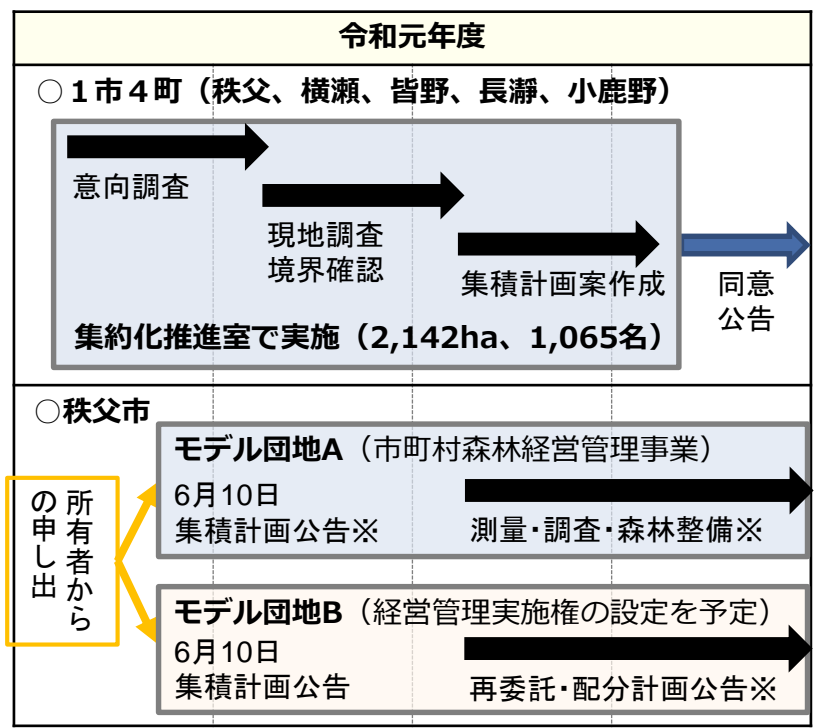 令和元年度
○１市４町（秩父、横瀬、皆野、長瀞、小鹿野）
意向調査
現地調査
境界確認
集積計画案作成
同意
公告
集約化推進室で実施（2,142ha、1,065名）
○秩父市
所有者から
の申し出
モデル団地A（市町村森林経営管理事業）
6月10日
集積計画公告※
測量・調査・森林整備※
モデル団地B（経営管理実施権の設定を予定）
6月10日
集積計画公告
再委託・配分計画公告※